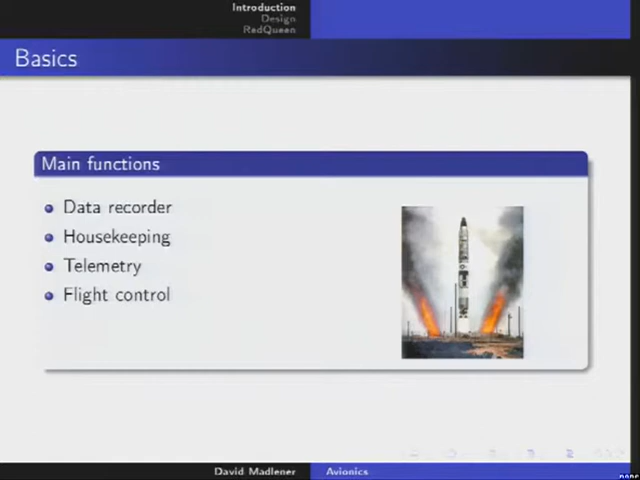 Introduction
Design
RedQueen
Basics
Main functions
Data recorder
Housekeeping
Telemetry
Flight control
David Madlener
Avionics